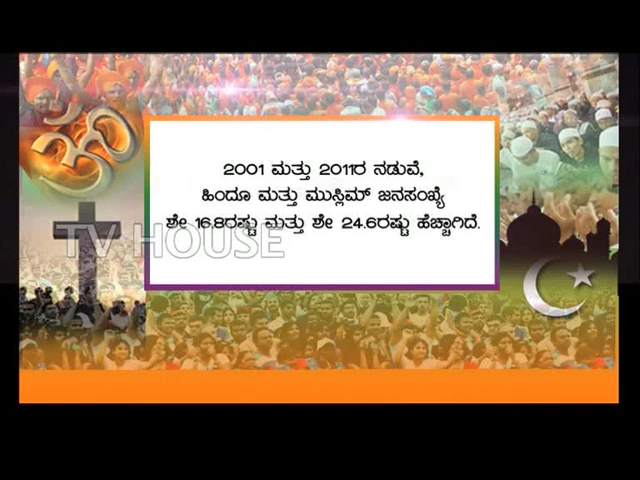 2001 ಮತ್ತು 2011ರ ನಡುವೆ,
ಹಿಂದೂ ಮತ್ತು ಮುಸ್ಲಿಮ್ ಜನಸಂಖ್ಯೆ
ಶೇ 16.8ರಷ್ಟು ಮತ್ತು ಶೇ 24.6ರಷ್ಟು ಹೆಚ್ಚಾಗಿದೆ.
TV HOUSE
ॐ